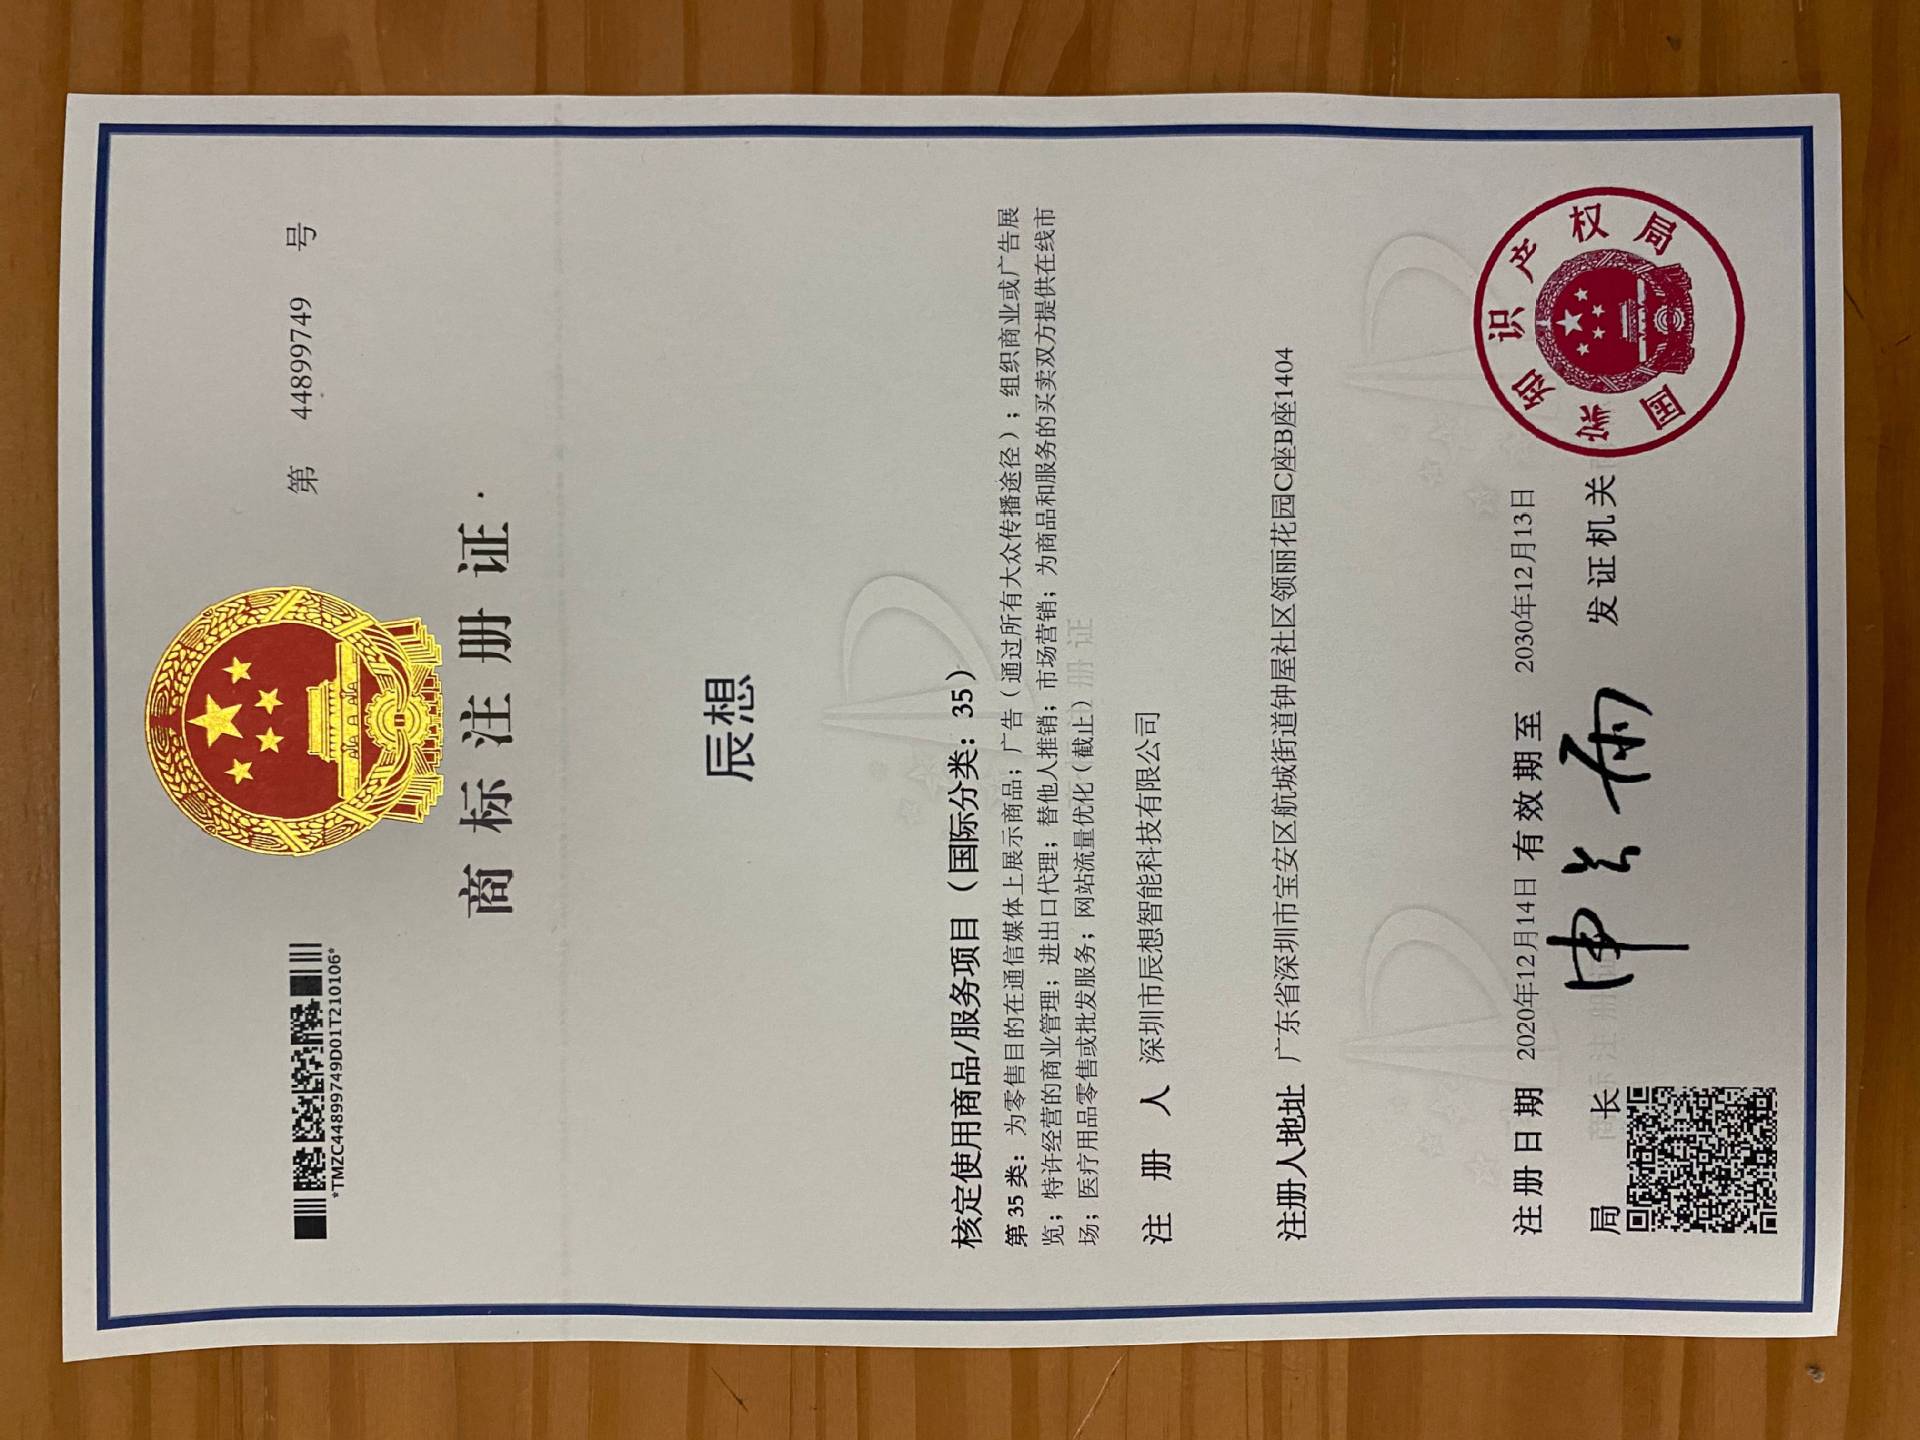 第 44899749 号
*TMZC44899749D01T210106*
商标注册证
辰想
核定使用商品/服务项目（国际分类：35）
第35类：为零售目的在通信媒体上展示商品；广告（通过所有大众传播途径）；组织商业或广告展
览；特许经营的商业管理；进出口代理；替他人推销；市场营销；为商品和服务的买卖双方提供在线市
场；医疗用品零售或批发服务；网站流量优化（截止）
注册人 深圳市辰想智能科技有限公司
注册人地址 广东省深圳市宝安区航城街道钟屋社区领丽花园C座B座1404
注册日期 2020年12月14日 有效期至 2030年12月13日
局长 申长雨 发证机关
国家知识产权局